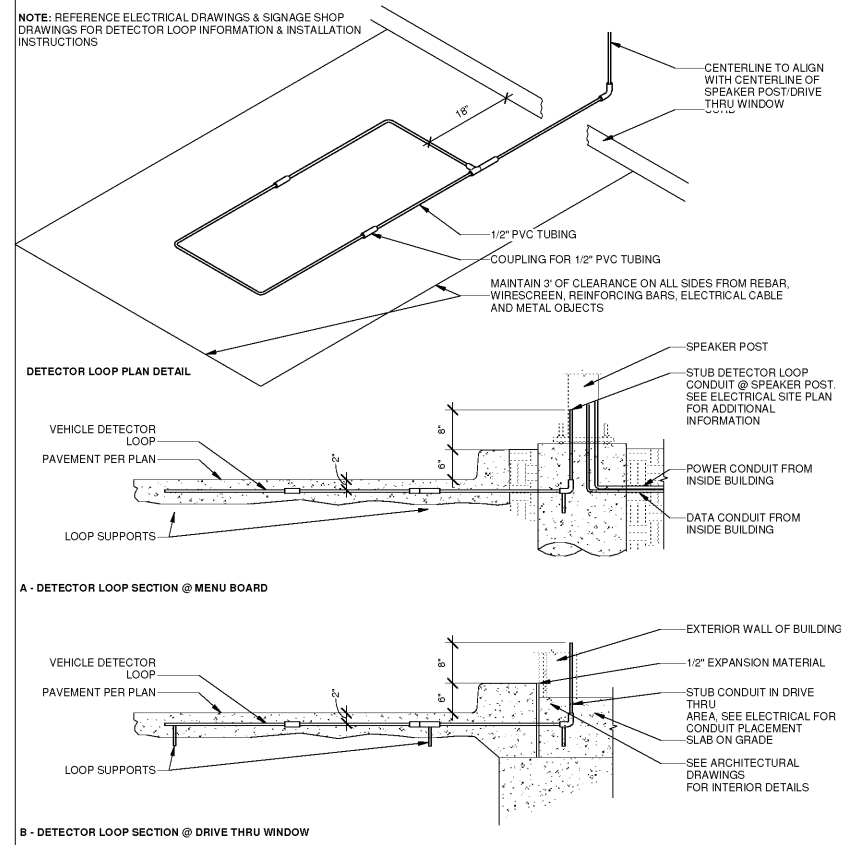 NOTE: REFERENCE ELECTRICAL DRAWINGS & SIGNAGE SHOP
DRAWINGS FOR DETECTOR LOOP INFORMATION & INSTALLATION
INSTRUCTIONS
CENTERLINE TO ALIGN
WITH CENTERLINE OF
SPEAKER POST/DRIVE
THRU WINDOW
18"
1/2" PVC TUBING
COUPLING FOR 1/2" PVC TUBING
MAINTAIN 3' OF CLEARANCE ON ALL SIDES FROM REBAR,
WIRESCREEN, REINFORCING BARS, ELECTRICAL CABLE
AND METAL OBJECTS
DETECTOR LOOP PLAN DETAIL
SPEAKER POST
STUB DETECTOR LOOP
CONDUIT @ SPEAKER POST.
SEE ELECTRICAL SITE PLAN
FOR ADDITIONAL
INFORMATION
VEHICLE DETECTOR
LOOP
PAVEMENT PER PLAN
2"
8"
6"
POWER CONDUIT FROM
INSIDE BUILDING
DATA CONDUIT FROM
INSIDE BUILDING
LOOP SUPPORTS
A - DETECTOR LOOP SECTION @ MENU BOARD
EXTERIOR WALL OF BUILDING
1/2" EXPANSION MATERIAL
VEHICLE DETECTOR
LOOP
PAVEMENT PER PLAN
2"
8"
6"
STUB CONDUIT IN DRIVE
THRU
AREA, SEE ELECTRICAL FOR
CONDUIT PLACEMENT
SLAB ON GRADE
SEE ARCHITECTURAL
DRAWINGS
FOR INTERIOR DETAILS
LOOP SUPPORTS
B - DETECTOR LOOP SECTION @ DRIVE THRU WINDOW